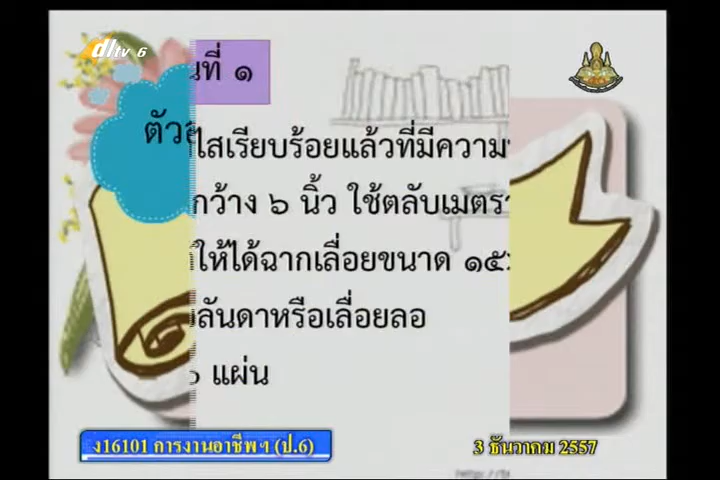 dltv 6
นที่ ๑
ตัวอ
ไสเรียบร้อยแล้วที่มีความ
กว้าง ๖ นิ้ว ใช้ตลับเมตร
ให้ได้ฉากเลื่อยขนาด ๑๕
ลันดาหรือเลื่อยลอ
๖ แผ่น
ง16101 การงานอาชีพฯ (ป.6)
3 ธันวาคม 2557